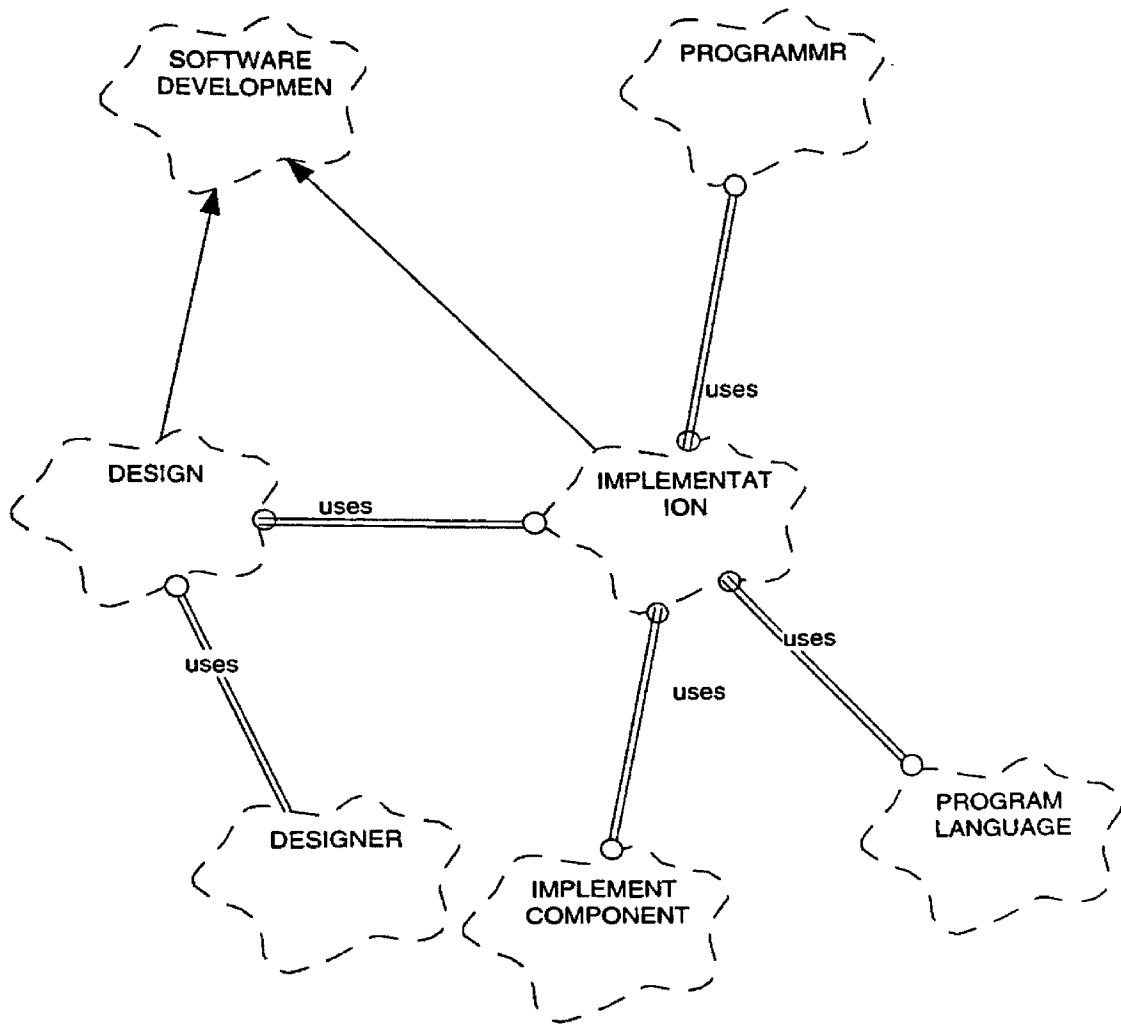 SOFTWARE
DEVELOPMEN
PROGRAMMR
uses
DESIGN
IMPLEMENTAT
ION
uses
uses
uses
uses
PROGRAM
LANGUAGE
DESIGNER
IMPLEMENT
COMPONENT